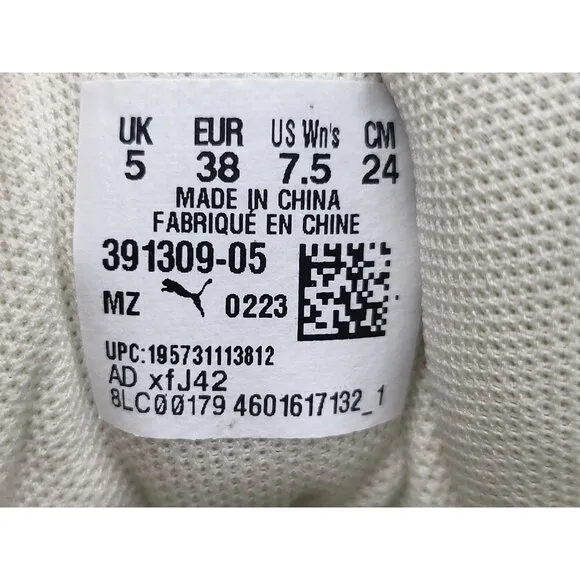 UK EUR US Wn's CM
5 38 7.5 24
MADE IN CHINA
FABRIQUÉ EN CHINE
391309-05
MZ 0223
UPC:195731113812
AD xfJ42
8LC00179 4601617132_1